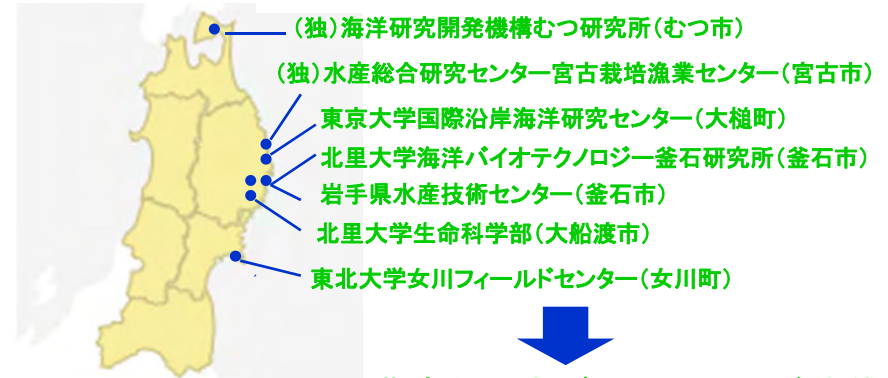 (独)海洋研究開発機構むつ研究所(むつ市)
(独)水産総合研究センター宮古栽培漁業センター(宮古市)
東京大学国際沿岸海洋研究センター(大槌町)
北里大学海洋バイオテクノロジー釜石研究所(釜石市)
岩手県水産技術センター(釜石市)
北里大学生命科学部(大船渡市)
東北大学女川フィールドセンター(女川町)